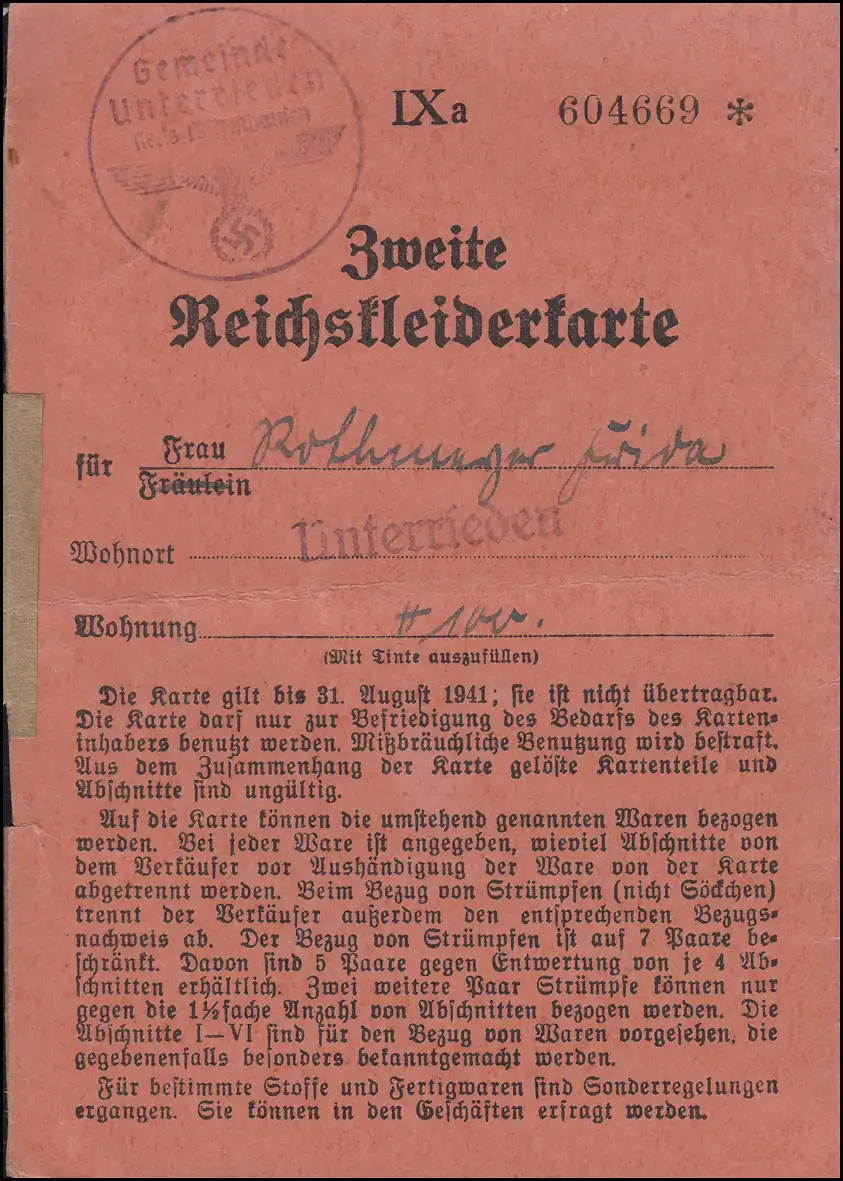 Gemeinde
Unterrieden
IXa 604669 *
Zweite
Reichskleiderkarte
für Frau Rothmeyer Frida
Fräulein
Wohnort Unterrieden
Wohnung
(Mit Tinte auszufüllen)
Die Karte gilt bis 31. August 1941; sie ist nicht übertragbar.
Die Karte darf nur zur Befriedigung des Bedarfs des Karten-
inhabers benutzt werden. Mißbräuchliche Benutzung wird bestraft.
Aus dem Zusammenhang der Karte gelöste Kartenteile und
Abschnitte sind ungültig.
Auf die Karte können die umstehend genannten Waren bezogen
werden. Bei jeder Ware ist angegeben, wieviel Abschnitte von
dem Verkäufer vor Aushändigung der Ware von der Karte
abgetrennt werden. Beim Bezug von Strümpfen (nicht Söckchen)
trennt der Verkäufer außerdem den entsprechenden Bezugs-
nachweis ab. Der Bezug von Strümpfen ist auf 7 Paare be-
schränkt. Davon sind 5 Paare gegen Entwertung von je 4 Ab-
schnitten erhältlich. Zwei weitere Paar Strümpfe können nur
gegen die 1½fache Anzahl von Abschnitten bezogen werden. Die
Abschnitte I—VI sind für den Bezug von Waren vorgesehen, die
gegebenenfalls besonders bekanntgemacht werden.
Für bestimmte Stoffe und Fertigwaren sind Sonderregelungen
ergangen. Sie können in den Geschäften erfragt werden.